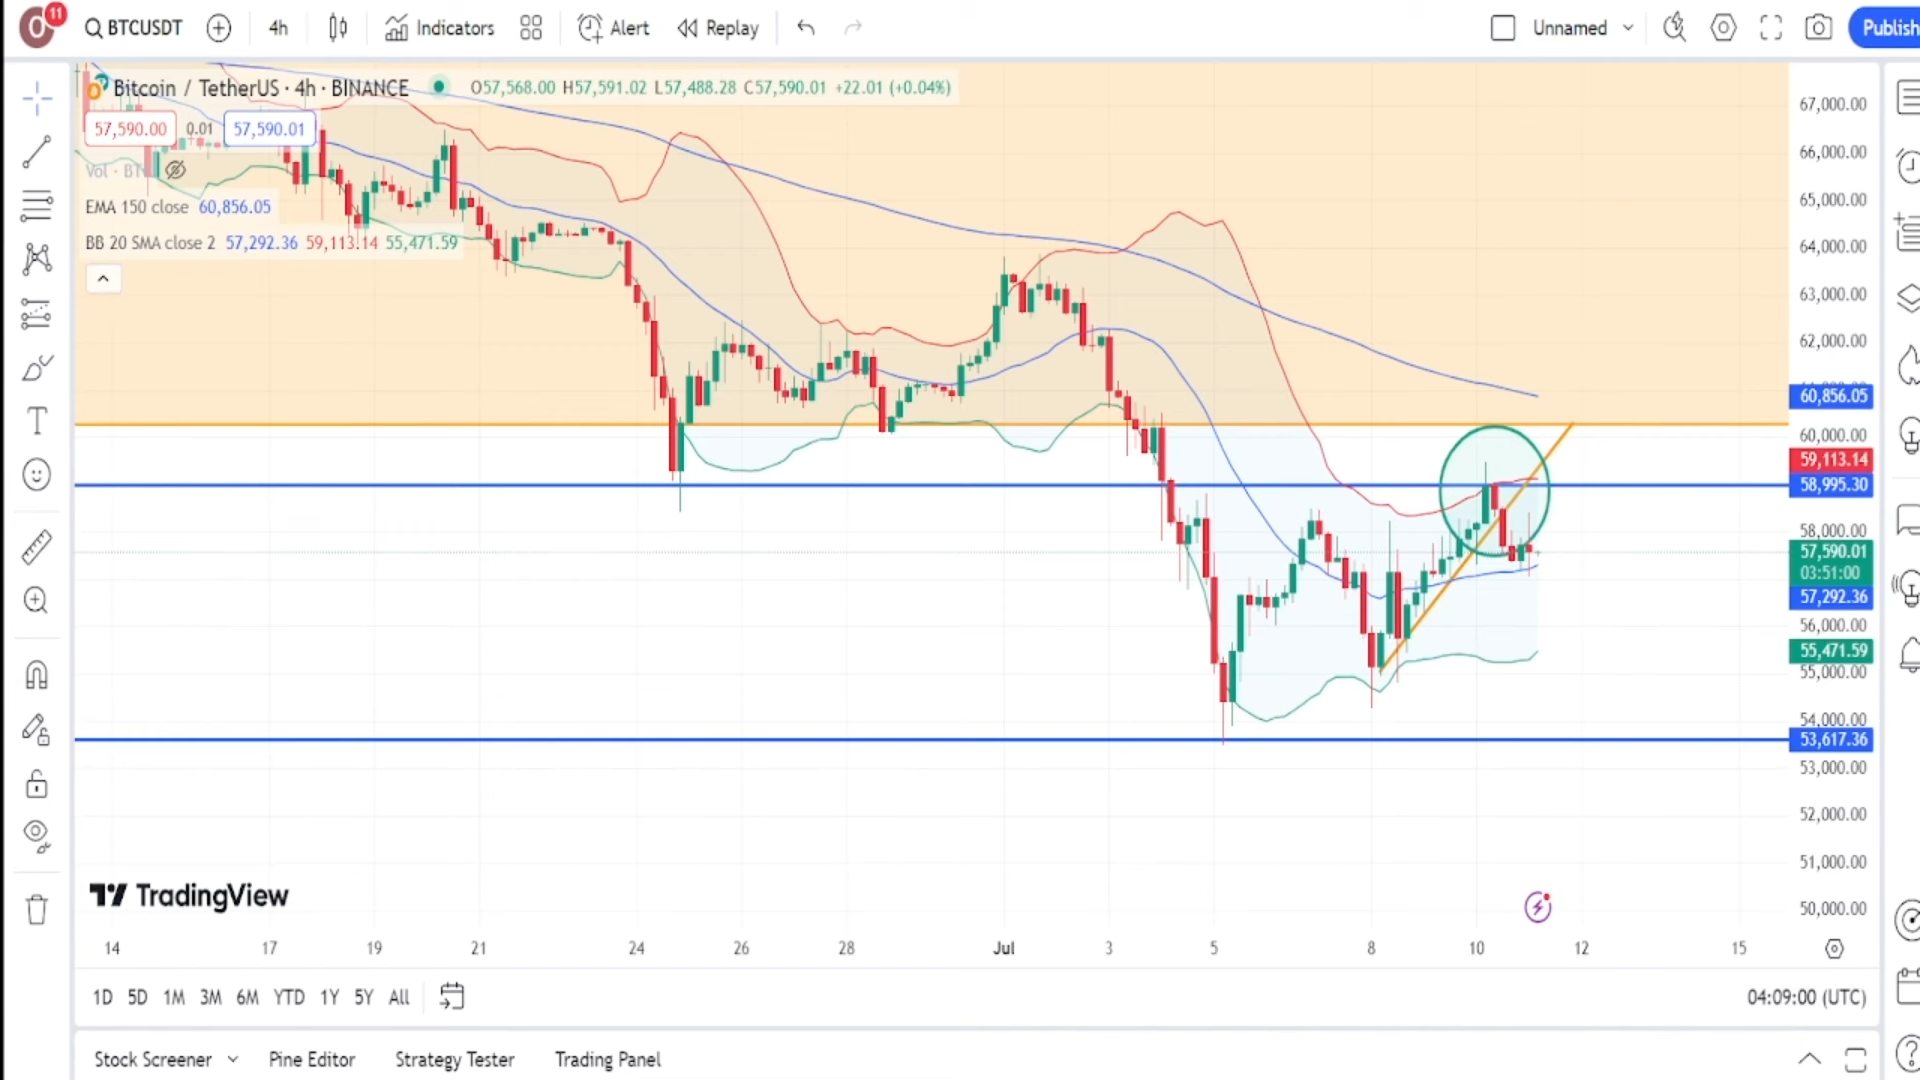 O 11 BTCUSDT 4h Indicators Alert Replay Unnamed Publish
Bitcoin / TetherUS · 4h · BINANCE O57,568.00 H57,591.02 L57,488.28 C57,590.01 +22.01 (+0.04%)
57,590.00 0.01 57,590.01
Vol · BT
EMA 150 close 60,856.05
BB 20 SMA close 2 57,292.36 59,113.14 55,471.59
67,000.00
66,000.00
65,000.00
64,000.00
63,000.00
62,000.00
60,856.05
60,000.00
59,113.14
58,995.30
58,000.00
57,590.01
03:51:00
57,292.36
56,000.00
55,471.59
55,000.00
54,000.00
53,617.36
53,000.00
52,000.00
51,000.00
50,000.00
TradingView
14 17 19 21 24 26 28 Jul 3 5 8 10 12 15
1D 5D 1M 3M 6M YTD 1Y 5Y All 04:09:00 (UTC)
Stock Screener Pine Editor Strategy Tester Trading Panel